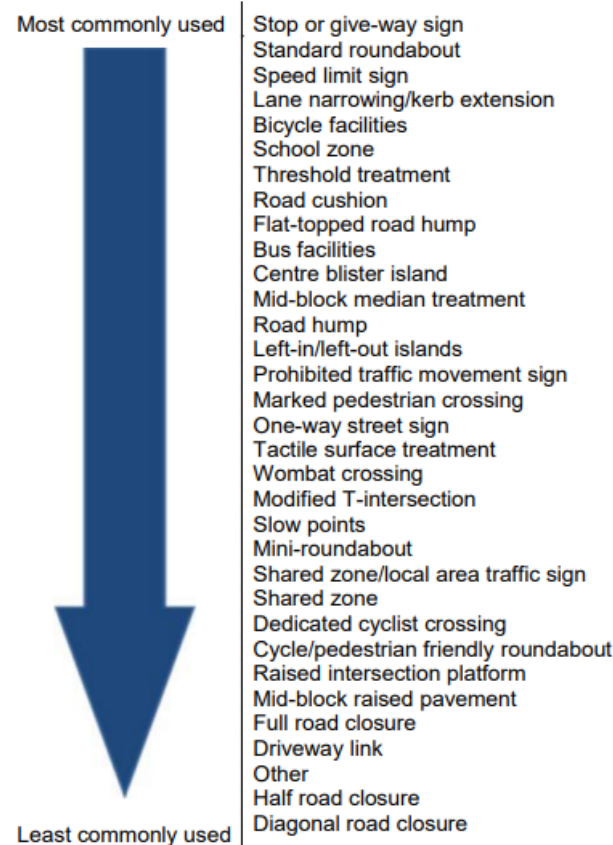 Most commonly used
Stop or give-way sign
Standard roundabout
Speed limit sign
Lane narrowing/kerb extension
Bicycle facilities
School zone
Threshold treatment
Road cushion
Flat-topped road hump
Bus facilities
Centre blister island
Mid-block median treatment
Road hump
Left-in/left-out islands
Prohibited traffic movement sign
Marked pedestrian crossing
One-way street sign
Tactile surface treatment
Wombat crossing
Modified T-intersection
Slow points
Mini-roundabout
Shared zone/local area traffic sign
Shared zone
Dedicated cyclist crossing
Cycle/pedestrian friendly roundabout
Raised intersection platform
Mid-block raised pavement
Full road closure
Driveway link
Other
Half road closure
Diagonal road closure
Least commonly used